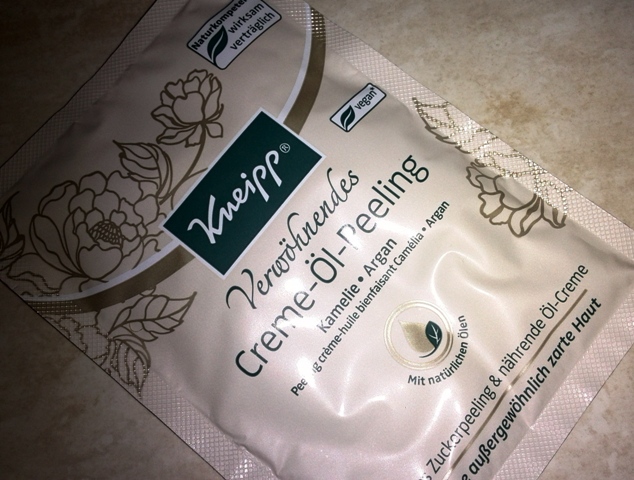 Naturkompetenz
wirksam
verträglich
vegan*
Kneipp®
Verwöhnendes
Creme-Öl-Peeling
Kamelie • Argan
crème-huile bienfaisant Camélia • Argan
Mit natürlichen Ölen
Zuckerpeeling & nährende Öl-Creme
außergewöhnlich zarte Haut